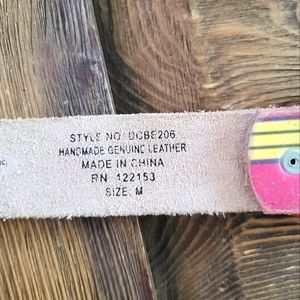 STYLE NO. DCBE206
HANDMADE GENUINE LEATHER
MADE IN CHINA
RN 122153
SIZE: M